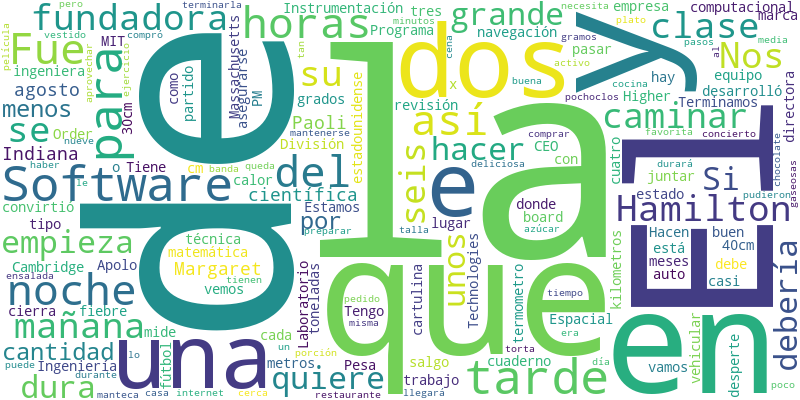 de
la
que
El
en
y
a
dos
una
e
Software
Hamilton
noche
tarde
del
fundadora
horas
grande
clase
Fue
para
su
así
caminar
Nos
menos
se
hacer
seis
Si
debería
empieza
mañana
cantidad
dura
quiere
unos
por
Instrucción
tres
empresa
necesita
computacional
marca
Programa
navegación
pasar
al
hay
equipo
desarrolló
Higher
Terminamos
directora
revisión
grados
Paoli
División
estadounidense
científica
calor
Estamos
técnica
matemática
Margaret
vemos
Massachusetts
asegurarse
PM
como
partido
30cm
MIT
ingeniera
agosto
Order
Indiana
convirtió
o
Tiene
cm
tipo
Cambridge
Apolo
cierra
fiebre
Ingeniería
mide
fútbol
cada
metros
Laboratorio
toneladas
Pesa
Tengo
cartulina
CEO
con
board
lugar
donde
Technologies
termometro
Espacial
cuaderno
salgo
trabajo
kilometros
cuatro
juntar
estado
Hacen
buen
está
40cm
meses
debe
auto
casi
vehicular
vamos
desperte
x
película
pero
vestido
compró
terminarla
aprovechar
ejercicio
minutos
tan
cena
buena
activo
plato
gramos
pasos
media
cocina
pochoclos
favorita
concierto
chocolate
gaseosas
durará
pudieron
comprar
deliciosa
azúcar
talla
mantenerse
nueve
haber
le
banda
queda
preparar
ensalada
tienen
un
porción
lo
puede
durante
manteca
casa
internet
cerca
restaurante
pedido
misma
llegará
tiempo
era
torta
día
poco